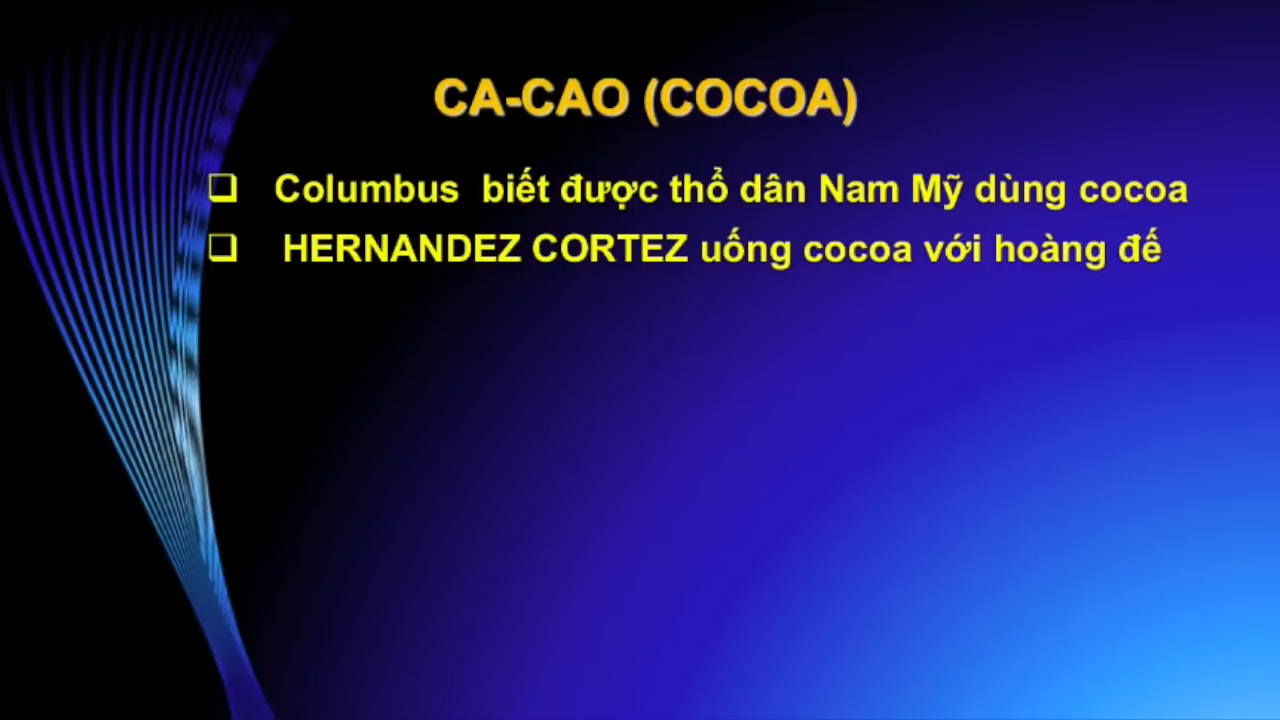 CA-CAO (COCOA)
❑ Columbus biết được thổ dân Nam Mỹ dùng cocoa
❑ HERNANDEZ CORTEZ uống cocoa với hoàng đế